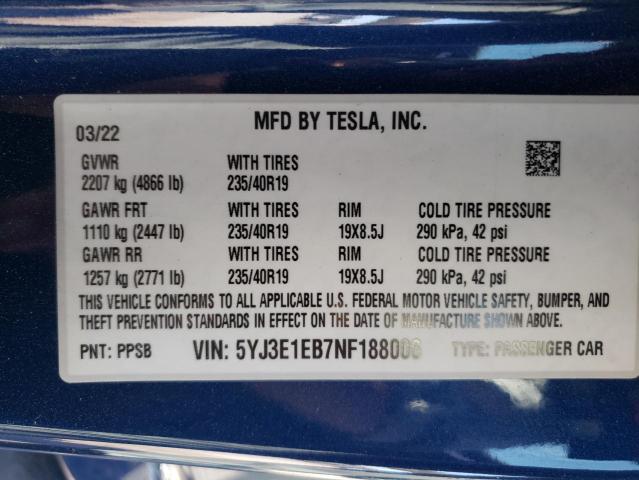 MFD BY TESLA, INC.
03/22
GVWR WITH TIRES
2207 kg (4866 lb) 235/40R19
GAWR FRT WITH TIRES RIM COLD TIRE PRESSURE
1110 kg (2447 lb) 235/40R19 19X8.5J 290 kPa, 42 psi
GAWR RR WITH TIRES RIM COLD TIRE PRESSURE
1257 kg (2771 lb) 235/40R19 19X8.5J 290 kPa, 42 psi
THIS VEHICLE CONFORMS TO ALL APPLICABLE U.S. FEDERAL MOTOR VEHICLE SAFETY, BUMPER, AND
THEFT PREVENTION STANDARDS IN EFFECT ON THE DATE OF MANUFACTURE SHOWN ABOVE.
PNT: PPSB VIN: TYPE: PASSENGER CAR